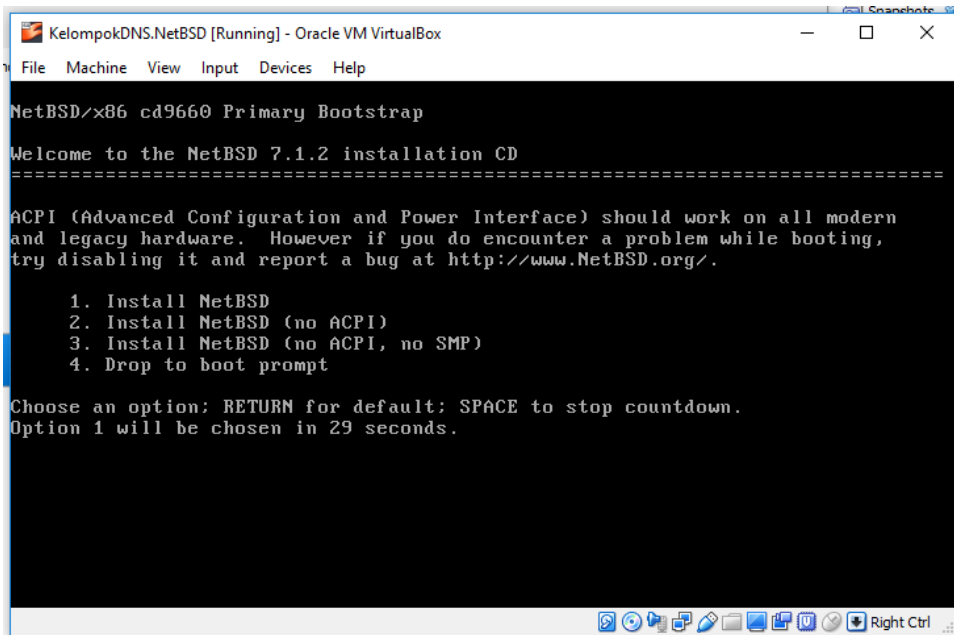 Snapshots
KelompokDNS.NetBSD [Running] - Oracle VM VirtualBox
File Machine View Input Devices Help
NetBSD/x86 cd9660 Primary Bootstrap
Welcome to the NetBSD 7.1.2 installation CD
================================================================================
ACPI (Advanced Configuration and Power Interface) should work on all modern
and legacy hardware.  However if you do encounter a problem while booting,
try disabling it and report a bug at http://www.NetBSD.org/.
1. Install NetBSD
2. Install NetBSD (no ACPI)
3. Install NetBSD (no ACPI, no SMP)
4. Drop to boot prompt
Choose an option; RETURN for default; SPACE to stop countdown.
Option 1 will be chosen in 29 seconds.
Right Ctrl